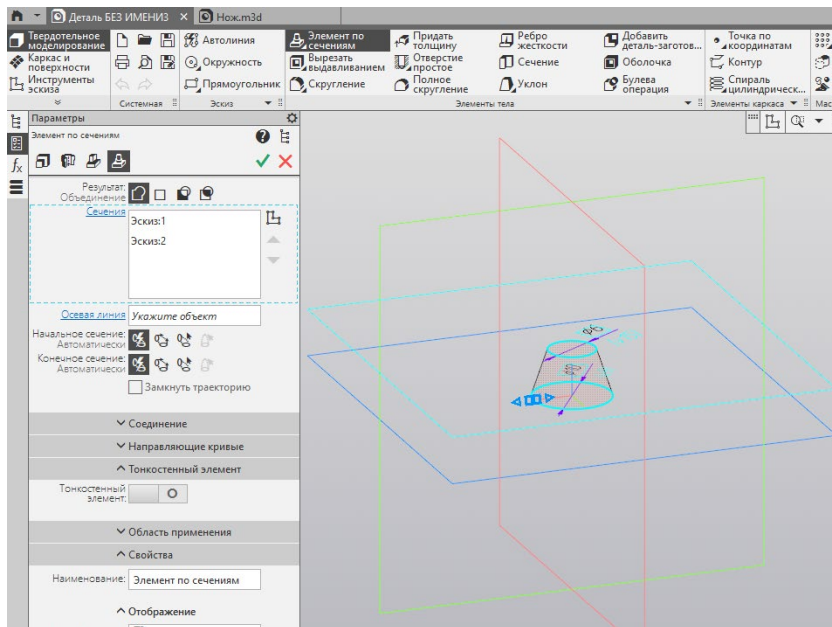 Деталь БЕЗ ИМЕНИ3 × Нож.m3d
Твердотельное моделирование
Каркас и поверхности
Инструменты эскиза
Системная
Автолиния
Окружность
Прямоугольник
Эскиз
Элемент по сечениям
Вырезать выдавливанием
Скругление
Придать толщину
Отверстие простое
Полное скругление
Ребро жесткости
Сечение
Уклон
Добавить деталь-заготов...
Оболочка
Булева операция
Элементы тела
Точка по координатам
Контур
Спираль цилиндрическ...
Элементы каркаса
Мас
Параметры
Элемент по сечениям
Результат:
Объединение
Сечения
Эскиз:1
Эскиз:2
Осевая линия Укажите объект
Начальное сечение:
Автоматически
Конечное сечение:
Автоматически
Замкнуть траекторию
Соединение
Направляющие кривые
Тонкостенный элемент
Тонкостенный
элемент:
Область применения
Свойства
Наименование: Элемент по сечениям
Отображение